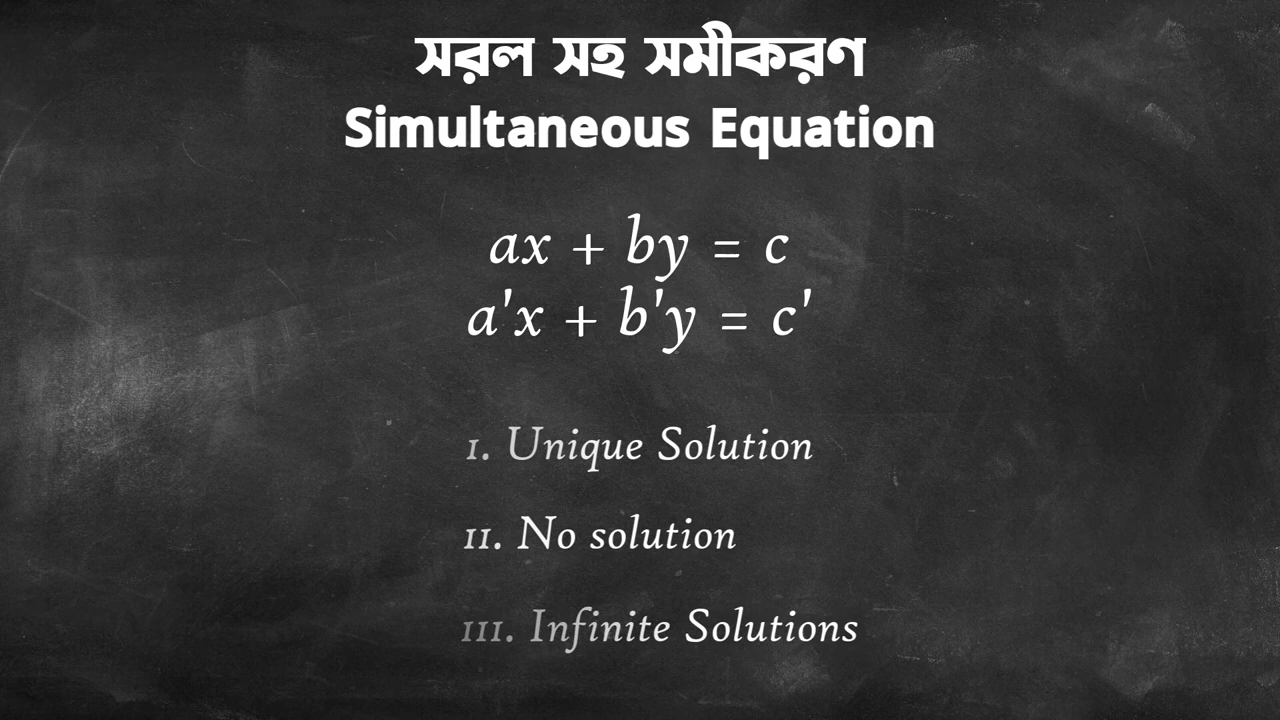 সরল সহ সমীকরণ
Simultaneous Equation
ax + by = c
a'x + b'y = c'
I. Unique Solution
II. No solution
III. Infinite Solutions